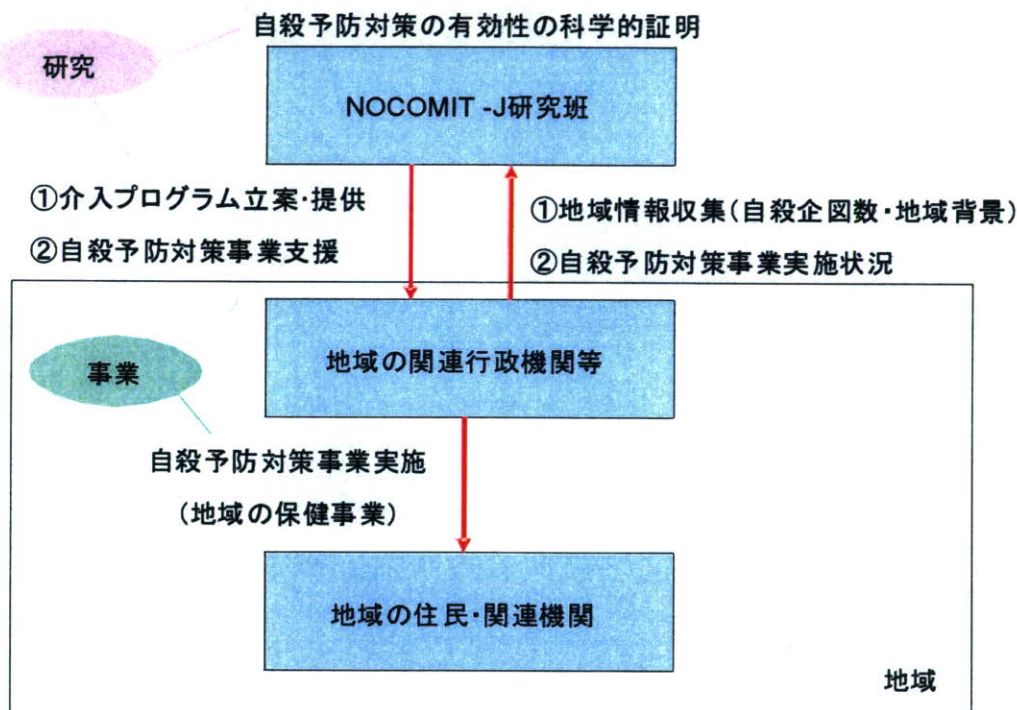 自殺予防対策の有効性の科学的証明
研究
NOCOMIT -J研究班
①介入プログラム立案・提供
②自殺予防対策事業支援
①地域情報収集（自殺企図数・地域背景）
②自殺予防対策事業実施状況
地域の関連行政機関等
事業
自殺予防対策事業実施
（地域の保健事業）
地域の住民・関連機関
地域